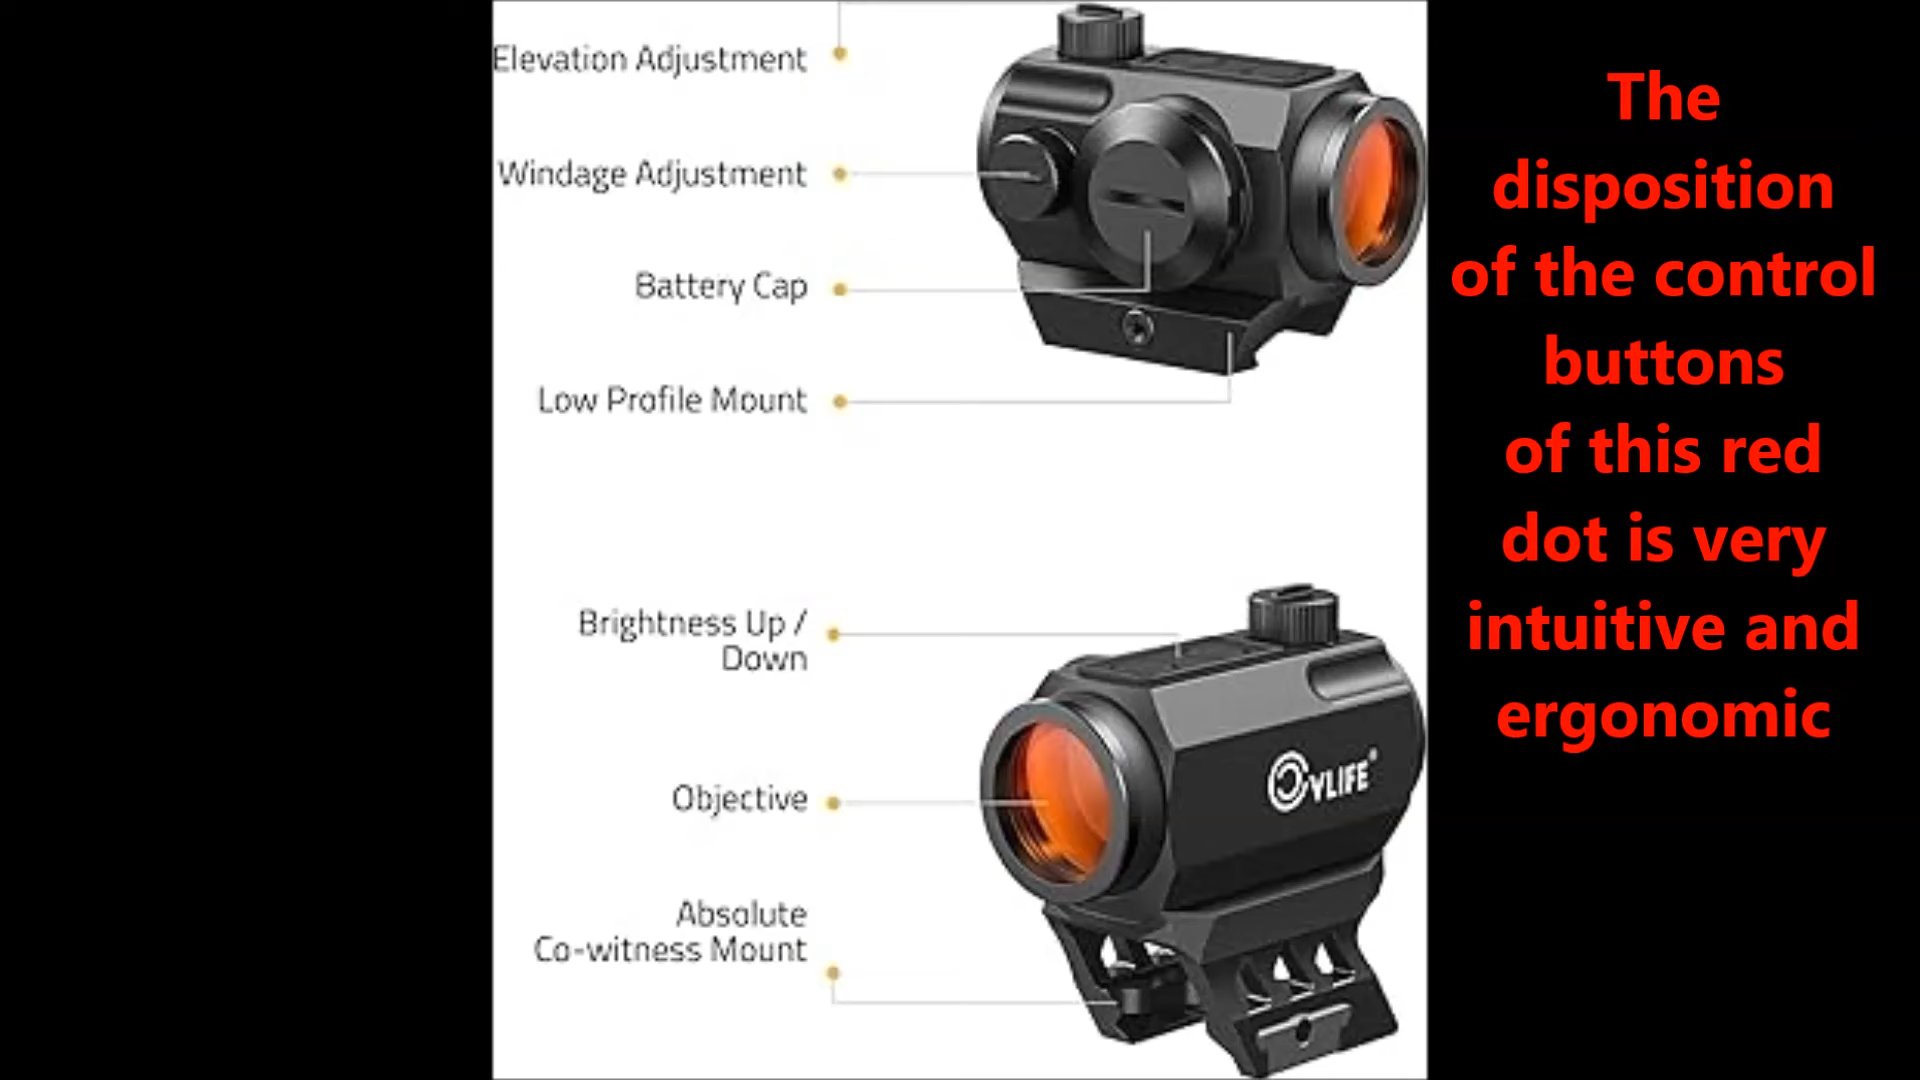 Elevation Adjustment
Windage Adjustment
Battery Cap
Low Profile Mount
Brightness Up /
Down
Objective
Absolute
Co-witness Mount
CVLIFE®
The
disposition
of the control
buttons
of this red
dot is very
intuitive and
ergonomic